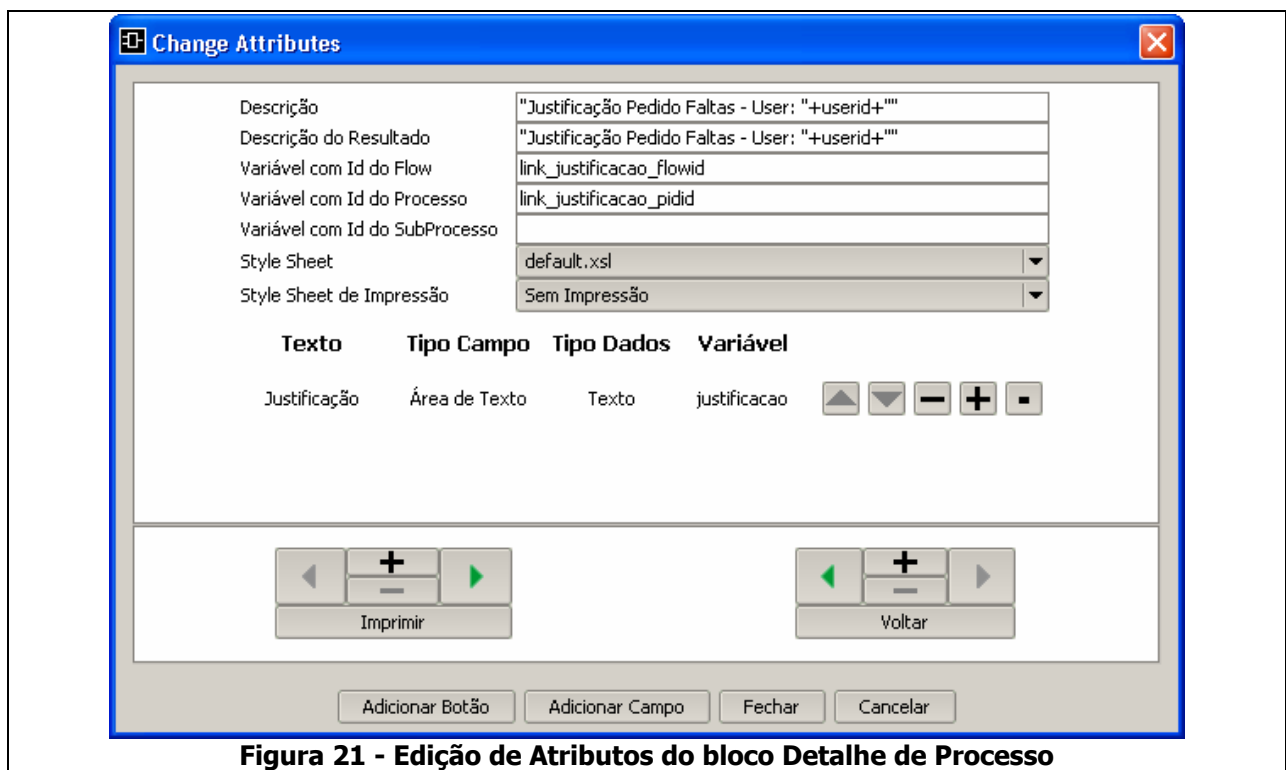 Change Attributes
Descrição "Justificação Pedido Faltas - User: "+userid+""
Descrição do Resultado "Justificação Pedido Faltas - User: "+userid+""
Variável com Id do Flow link_justificacao_flowid
Variável com Id do Processo link_justificacao_pidid
Variável com Id do SubProcesso
Style Sheet default.xsl
Style Sheet de Impressão Sem Impressão
Texto Tipo Campo Tipo Dados Variável
Justificação Área de Texto Texto justificacao
Imprimir Voltar
Adicionar Botão Adicionar Campo Fechar Cancelar
Figura 21 - Edição de Atributos do bloco Detalhe de Processo